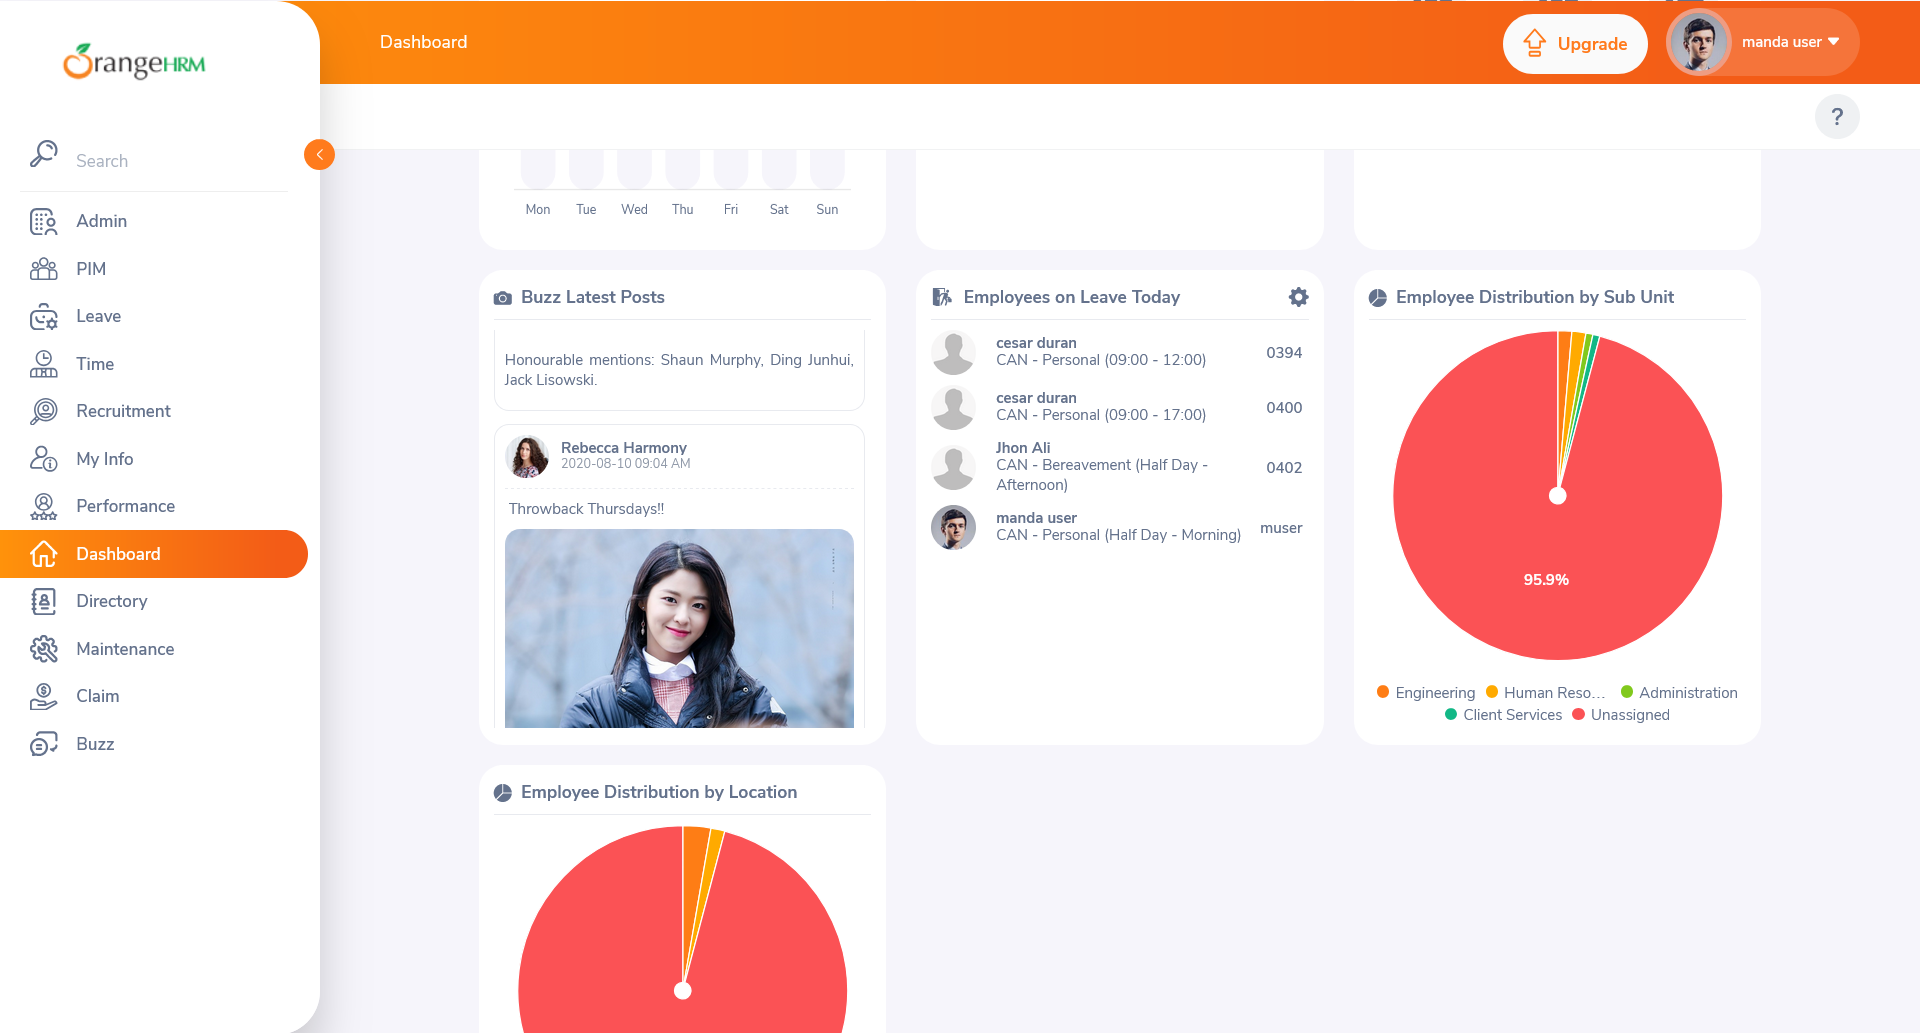 OrangeHRM
Dashboard
Upgrade
manda user
?
Search
Admin
PIM
Leave
Time
Recruitment
My Info
Performance
Dashboard
Directory
Maintenance
Claim
Buzz
Mon Tue Wed Thu Fri Sat Sun
Buzz Latest Posts
Honourable mentions: Shaun Murphy, Ding Junhui,
Jack Lisowski.
Rebecca Harmony
2020-08-10 09:04 AM
Throwback Thursdays!!
Employees on Leave Today
cesar duran
CAN - Personal (09:00 - 12:00)
0394
cesar duran
CAN - Personal (09:00 - 17:00)
0400
Jhon Ali
CAN - Bereavement (Half Day -
Afternoon)
0402
manda user
CAN - Personal (Half Day - Morning)
muser
Employee Distribution by Sub Unit
95.9%
Engineering Human Reso... Administration
Client Services Unassigned
Employee Distribution by Location